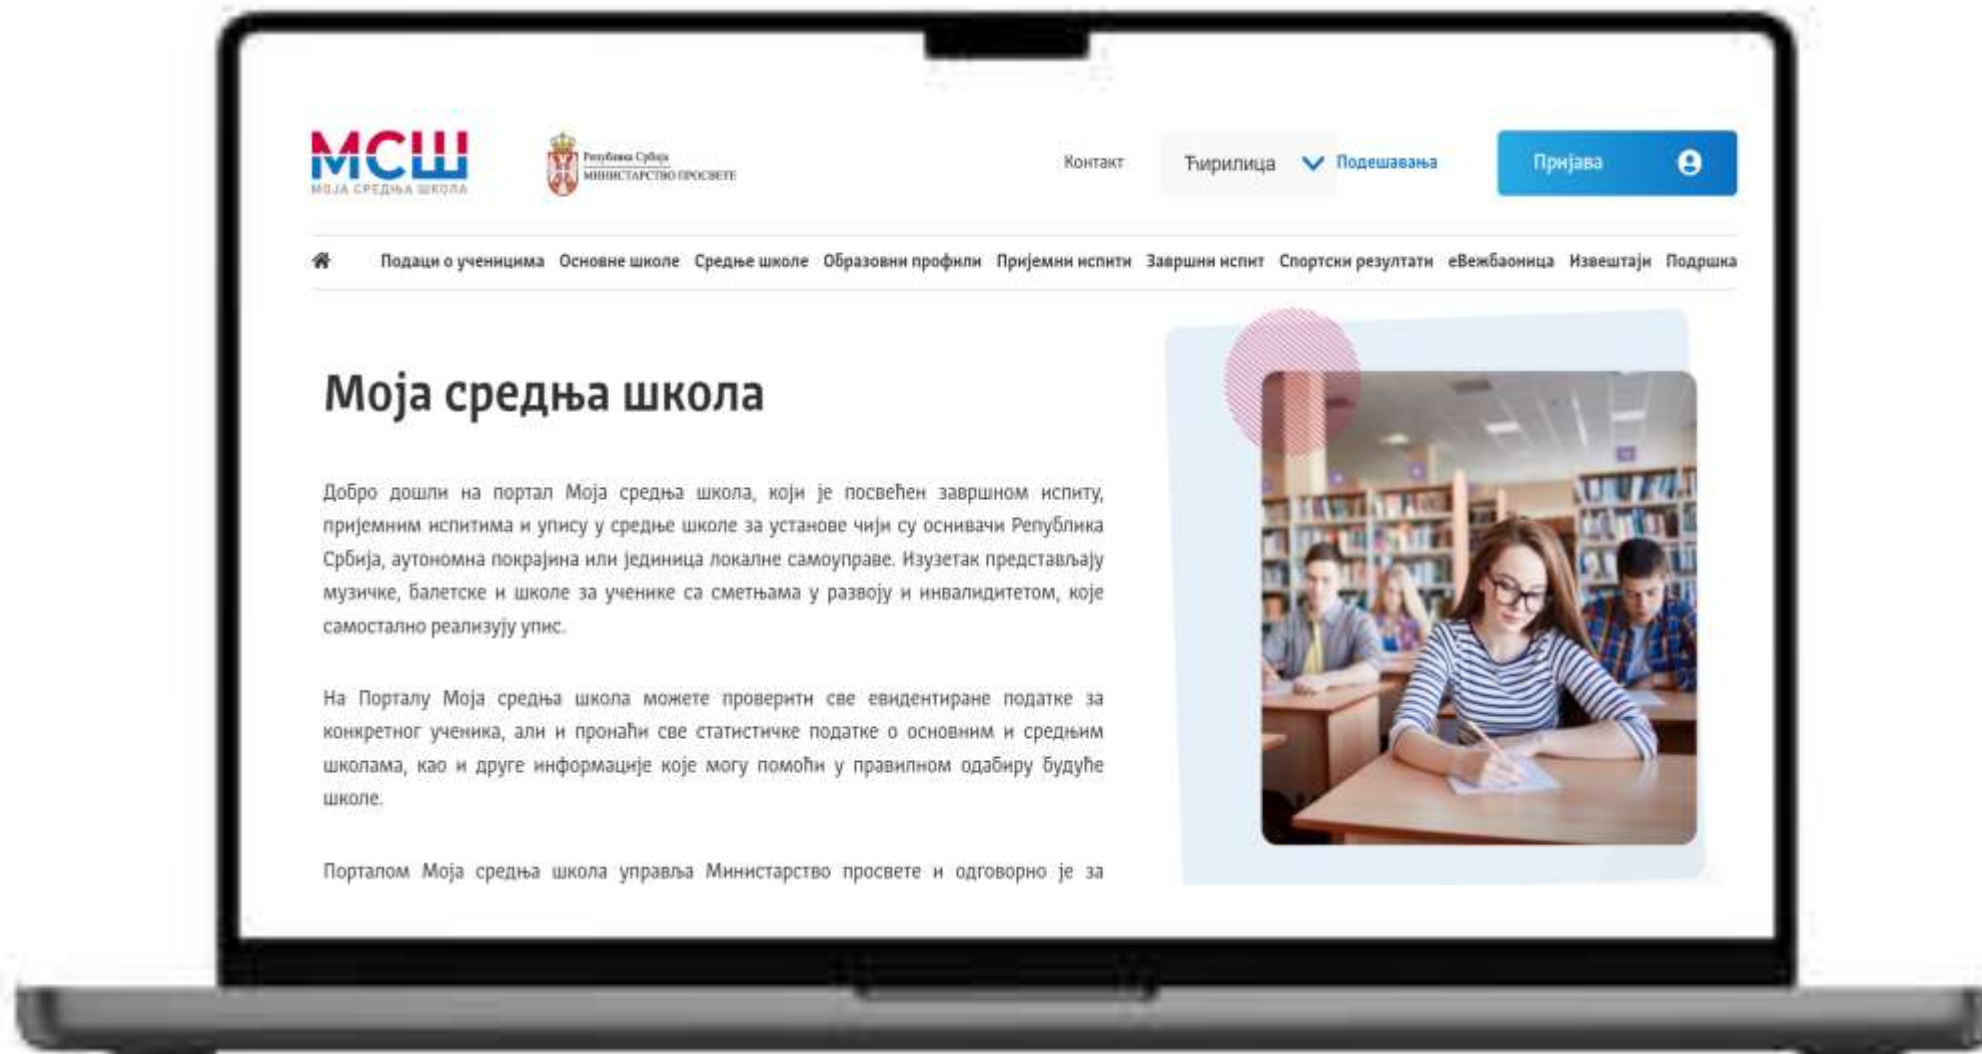 МСШ
МОЈА СРЕДЊА ШКОЛА
Република Србија
МИНИСТАРСТВО ПРОСВЕТЕ
Контакт
Ћирилица
Подешавања
Пријава
Подаци о ученицима Основне школе Средње школе Образовни профили Пријемни испити Завршни испит Спортски резултати еВежбаоница Извештаји Подршка
Моја средња школа
Добро дошли на портал Моја средња школа, који је посвећен завршном испиту,
пријемним испитима и упису у средње школе за установе чији су оснивачи Република
Србија, аутономна покрајина или јединица локалне самоуправе. Изузетак представљају
музичке, балетске и школе за ученике са сметњама у развоју и инвалидитетом, које
самостално реализују упис.
На Порталу Моја средња школа можете проверити све евидентиране податке за
конкретног ученика, али и пронаћи све статистичке податке о основним и средњим
школама, као и друге информације које могу помоћи у правилном одабиру будуће
школе.
Порталом Моја средња школа управља Министарство просвете и одговорно је за